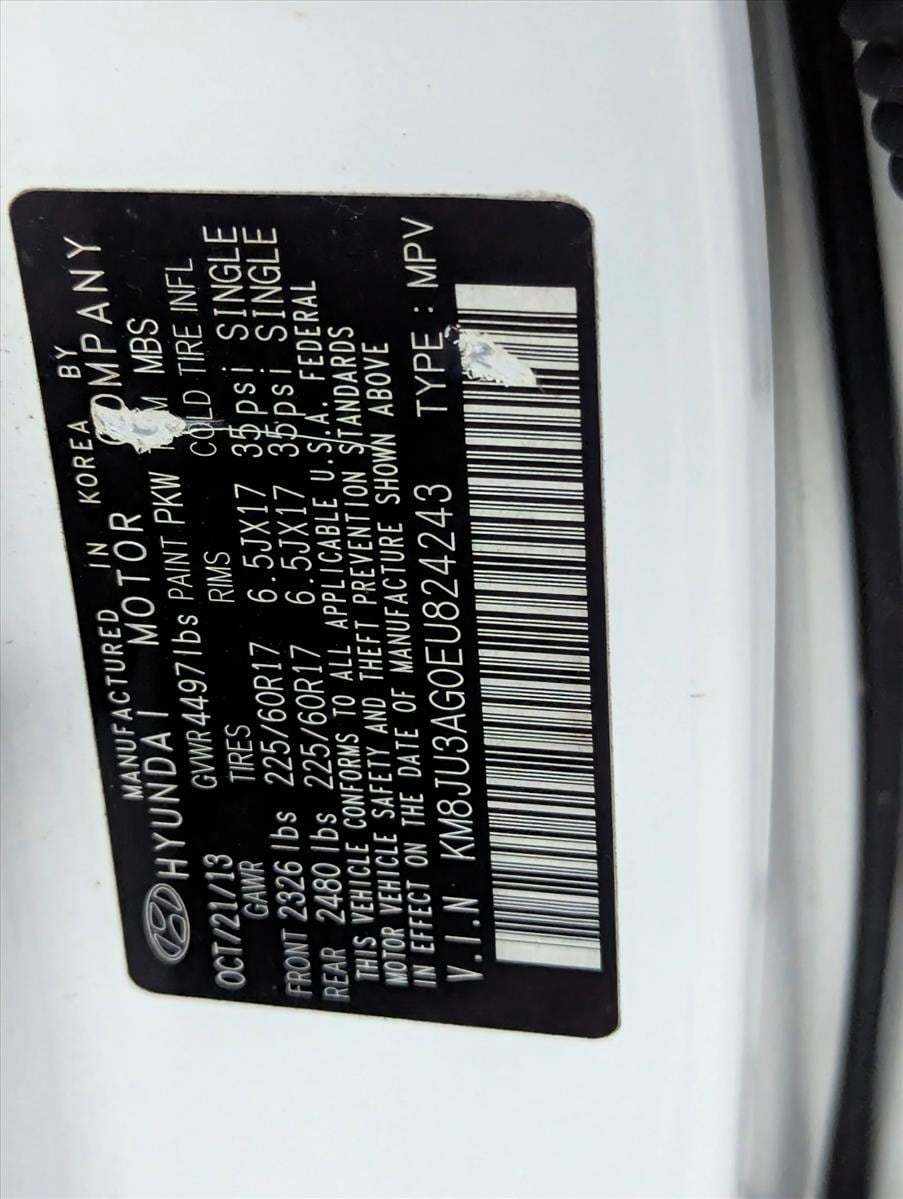 MANUFACTURED IN KOREA BY
HYUNDAI MOTOR COMPANY
OCT/21/13 GVWR4497lbs PAINT PKW MBS
GAWR TIRES RIMS COLD TIRE INFL
FRONT 2326 lbs 225/60R17 6.5JX17 35psi SINGLE
REAR 2480 lbs 225/60R17 6.5JX17 35psi SINGLE
THIS VEHICLE CONFORMS TO ALL APPLICABLE U.S.A. FEDERAL
MOTOR VEHICLE SAFETY AND THEFT PREVENTION STANDARDS
IN EFFECT ON THE DATE OF MANUFACTURE SHOWN ABOVE
V.I.N KM8JU3AG0EU824243 TYPE : MPV